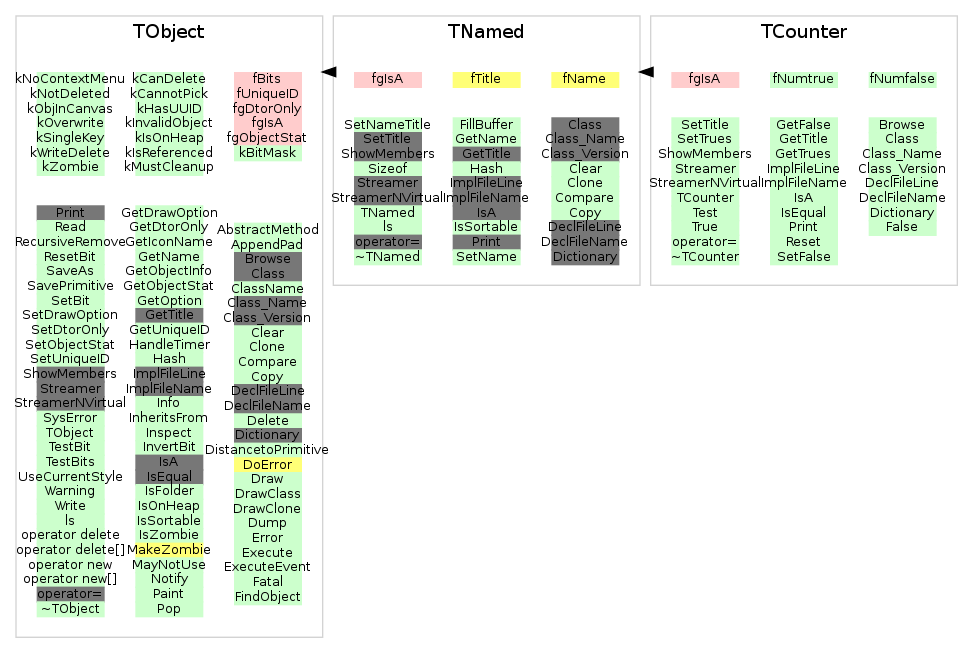 TObject
kNoContextMenu
kNotDeleted
kObjInCanvas
kOverwrite
kSingleKey
kWriteDelete
kZombie
kCanDelete
kCannotPick
kHasUUID
kInvalidObject
kIsOnHeap
kIsReferenced
kMustCleanup
fBits
fUniqueID
fgDtorOnly
fgIsA
fgObjectStat
kBitMask
Print
Read
RecursiveRemove
ResetBit
SaveAs
SavePrimitive
SetBit
SetDrawOption
SetDtorOnly
SetObjectStat
SetUniqueID
ShowMembers
Streamer
StreamerNVirtual
SysError
TObject
TestBit
TestBits
UseCurrentStyle
Warning
Write
ls
operator delete
operator delete[]
operator new
operator new[]
operator=
~TObject
GetDrawOption
GetDtorOnly
GetIconName
GetName
GetObjectInfo
GetObjectStat
GetOption
GetTitle
GetUniqueID
HandleTimer
Hash
ImplFileLine
ImplFileName
Info
InheritsFrom
Inspect
InvertBit
IsA
IsEqual
IsFolder
IsOnHeap
IsSortable
IsZombie
MakeZombie
MayNotUse
Notify
Paint
Pop
AbstractMethod
AppendPad
Browse
Class
ClassName
Class_Name
Class_Version
Clear
Clone
Compare
Copy
DeclFileLine
DeclFileName
Delete
Dictionary
DistancetoPrimitive
DoError
Draw
DrawClass
DrawClone
Dump
Error
Execute
ExecuteEvent
Fatal
FindObject
TNamed
fgIsA
fTitle
fName
SetNameTitle
SetTitle
ShowMembers
Sizeof
Streamer
StreamerNVirtual
TNamed
ls
operator=
~TNamed
FillBuffer
GetName
GetTitle
Hash
ImplFileLine
ImplFileName
IsA
IsSortable
Print
SetName
Class
Class_Name
Class_Version
Clear
Clone
Compare
Copy
DeclFileLine
DeclFileName
Dictionary
TCounter
fgIsA
fNumtrue
fNumfalse
SetTitle
SetTrues
ShowMembers
Streamer
StreamerNVirtual
TCounter
Test
True
operator=
~TCounter
GetFalse
GetTitle
GetTrues
ImplFileLine
ImplFileName
IsA
IsEqual
Print
Reset
SetFalse
Browse
Class
Class_Name
Class_Version
DeclFileLine
DeclFileName
Dictionary
False